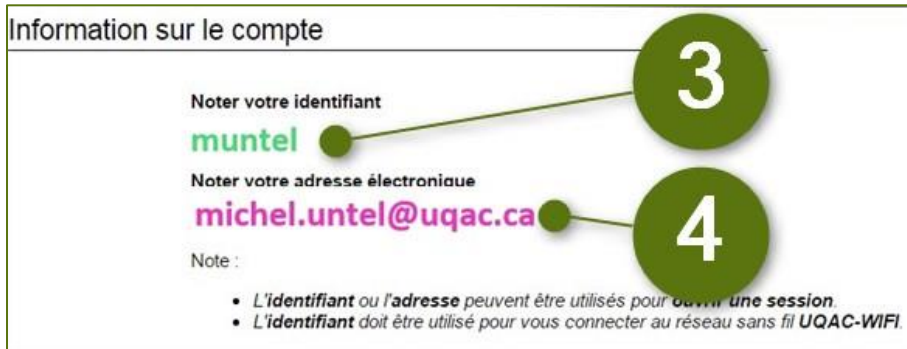 Information sur le compte
3
Noter votre identifiant
muntel
Noter votre adresse électronique
michel.untel@uqac.ca
4
Note :
• L'identifiant ou l'adresse peuvent être utilisés pour ouvrir une session.
• L'identifiant doit être utilisé pour vous connecter au réseau sans fil UQAC-WIFI.